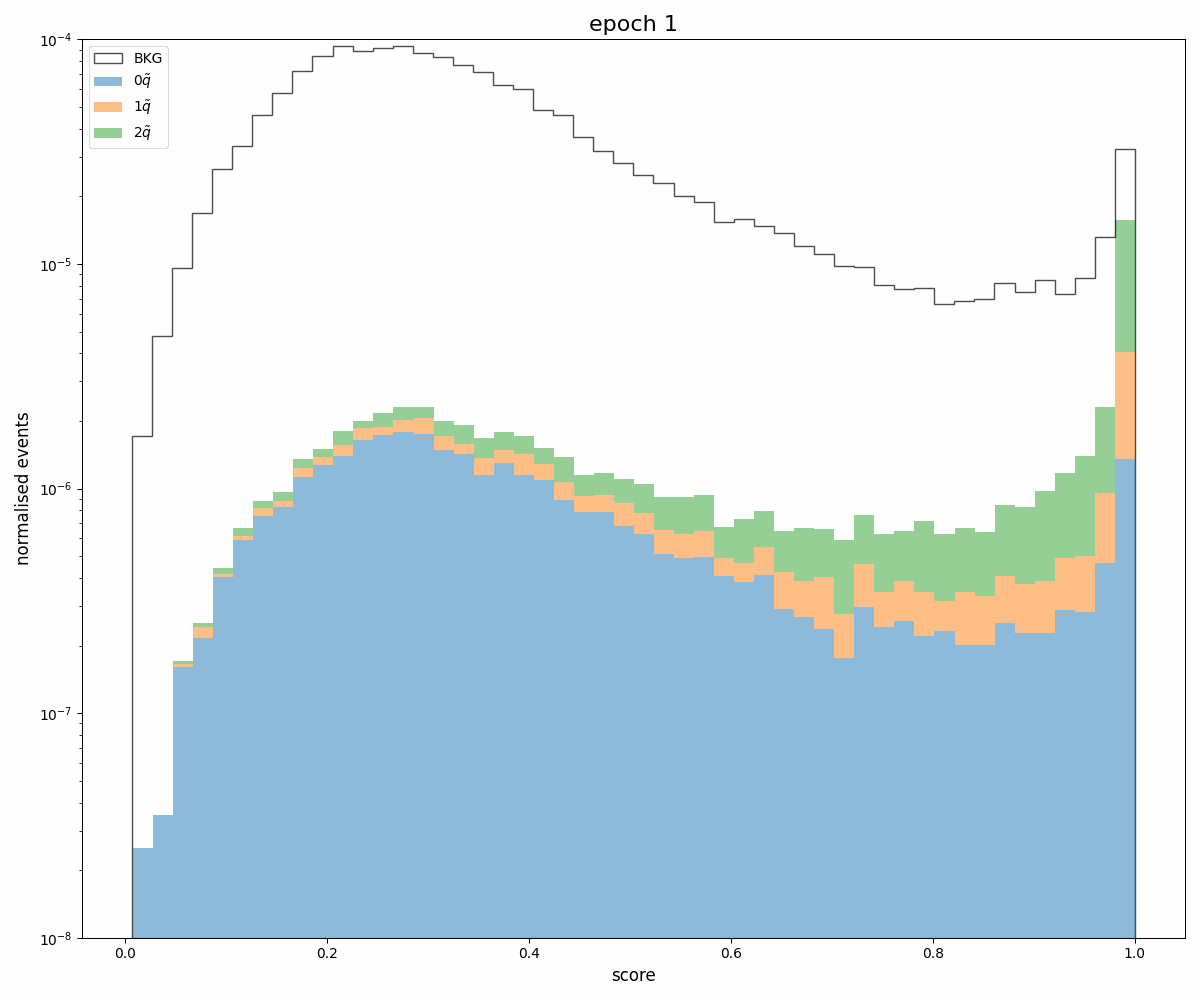 epoch 1
10⁻⁴
BKG
0q̃
1q̃
2q̃
10⁻⁵
10⁻⁶
10⁻⁷
10⁻⁸
normalised events
0.0 0.2 0.4 0.6 0.8 1.0
score